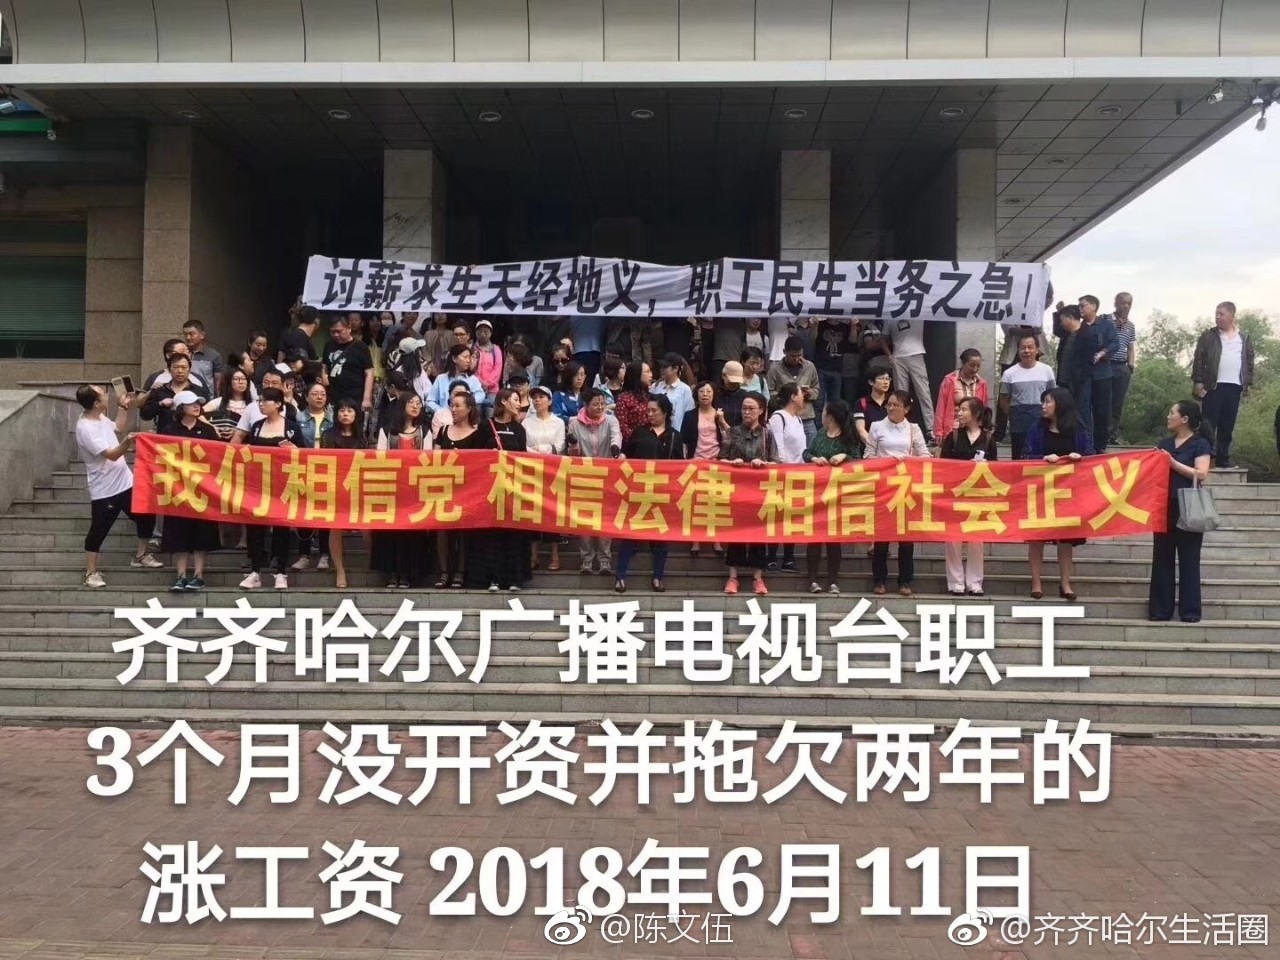 讨薪求生天经地义，职工民生当务之急！
我们相信党 相信法律 相信社会正义
齐齐哈尔广播电视台职工
3个月没开资并拖欠两年的
涨工资 2018年6月11日
@陈文伍
@齐齐哈尔生活圈